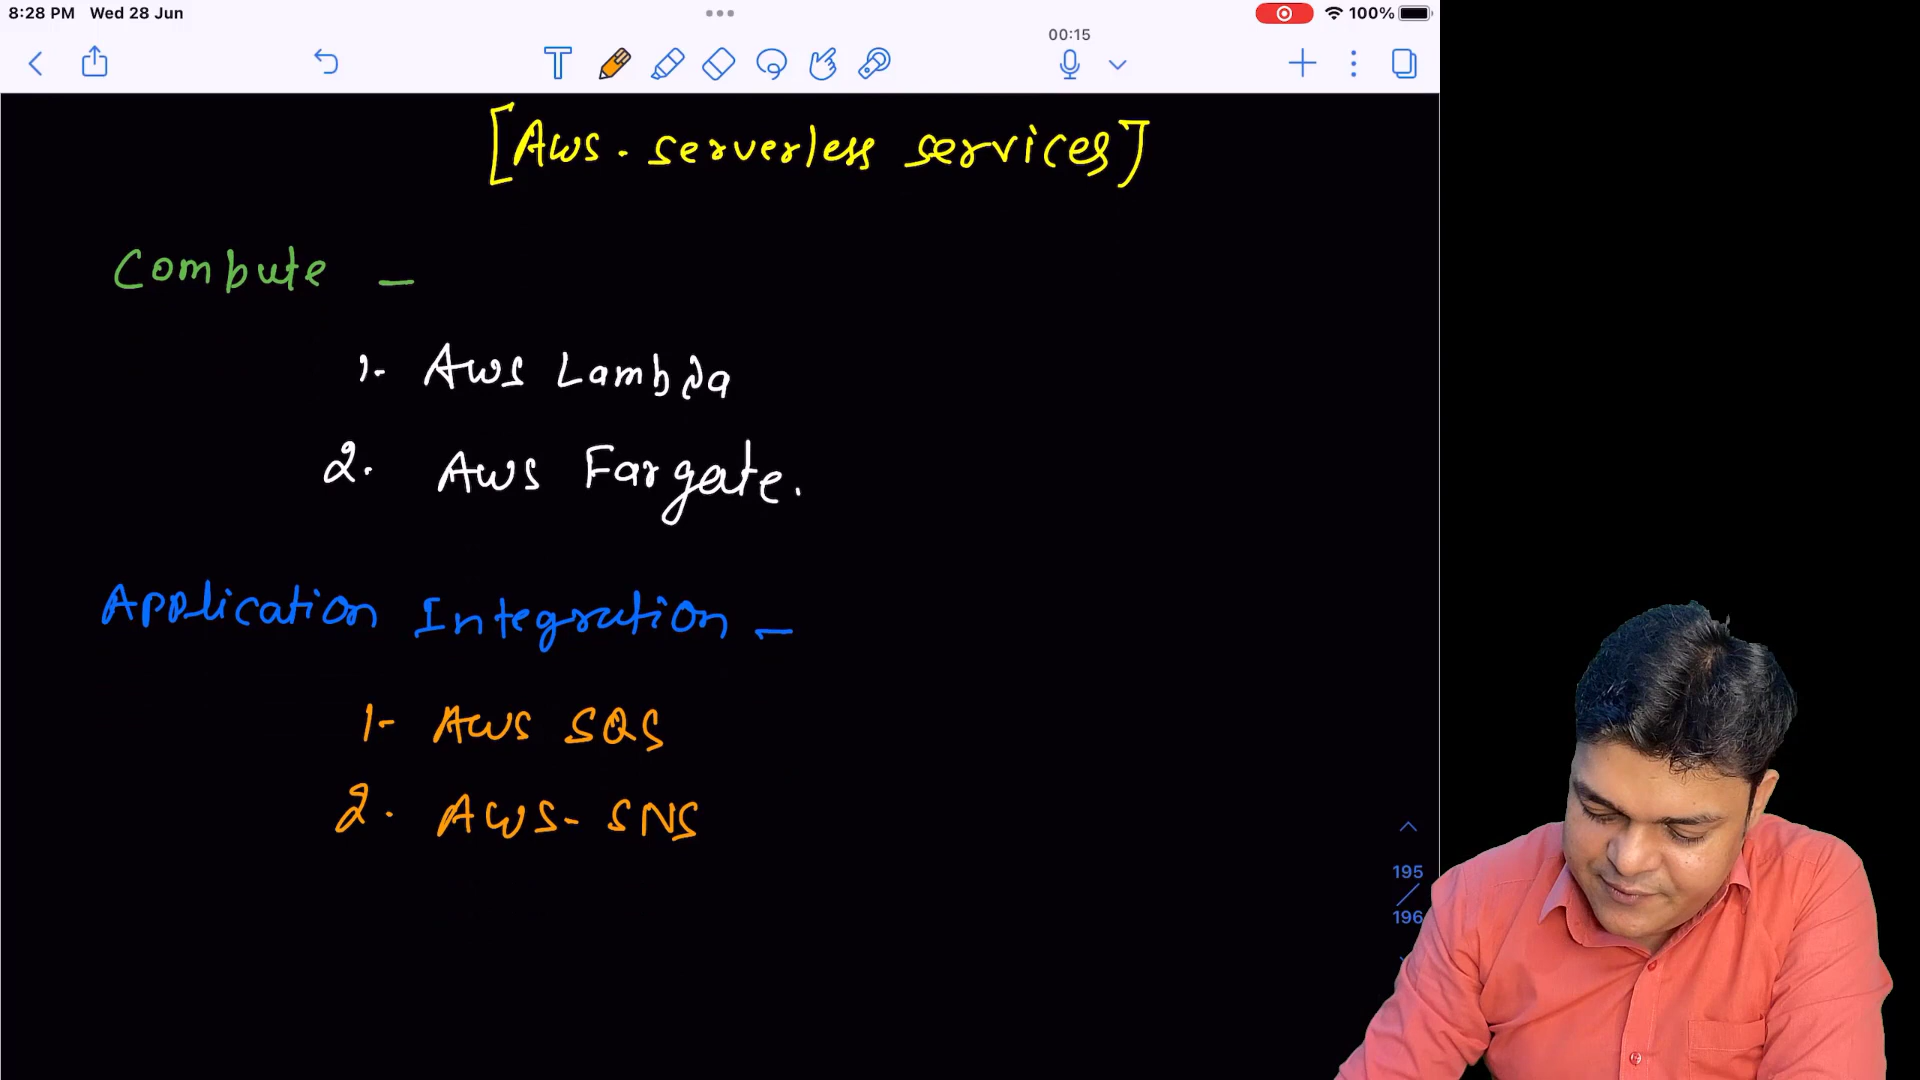 8:28 PM Wed 28 Jun
100%
00:15
[Aws - serverless services]
Compute -
1- Aws Lambda
2. Aws Fargate.
Application Integration -
1- Aws SQS
2. Aws - SNS
195
196